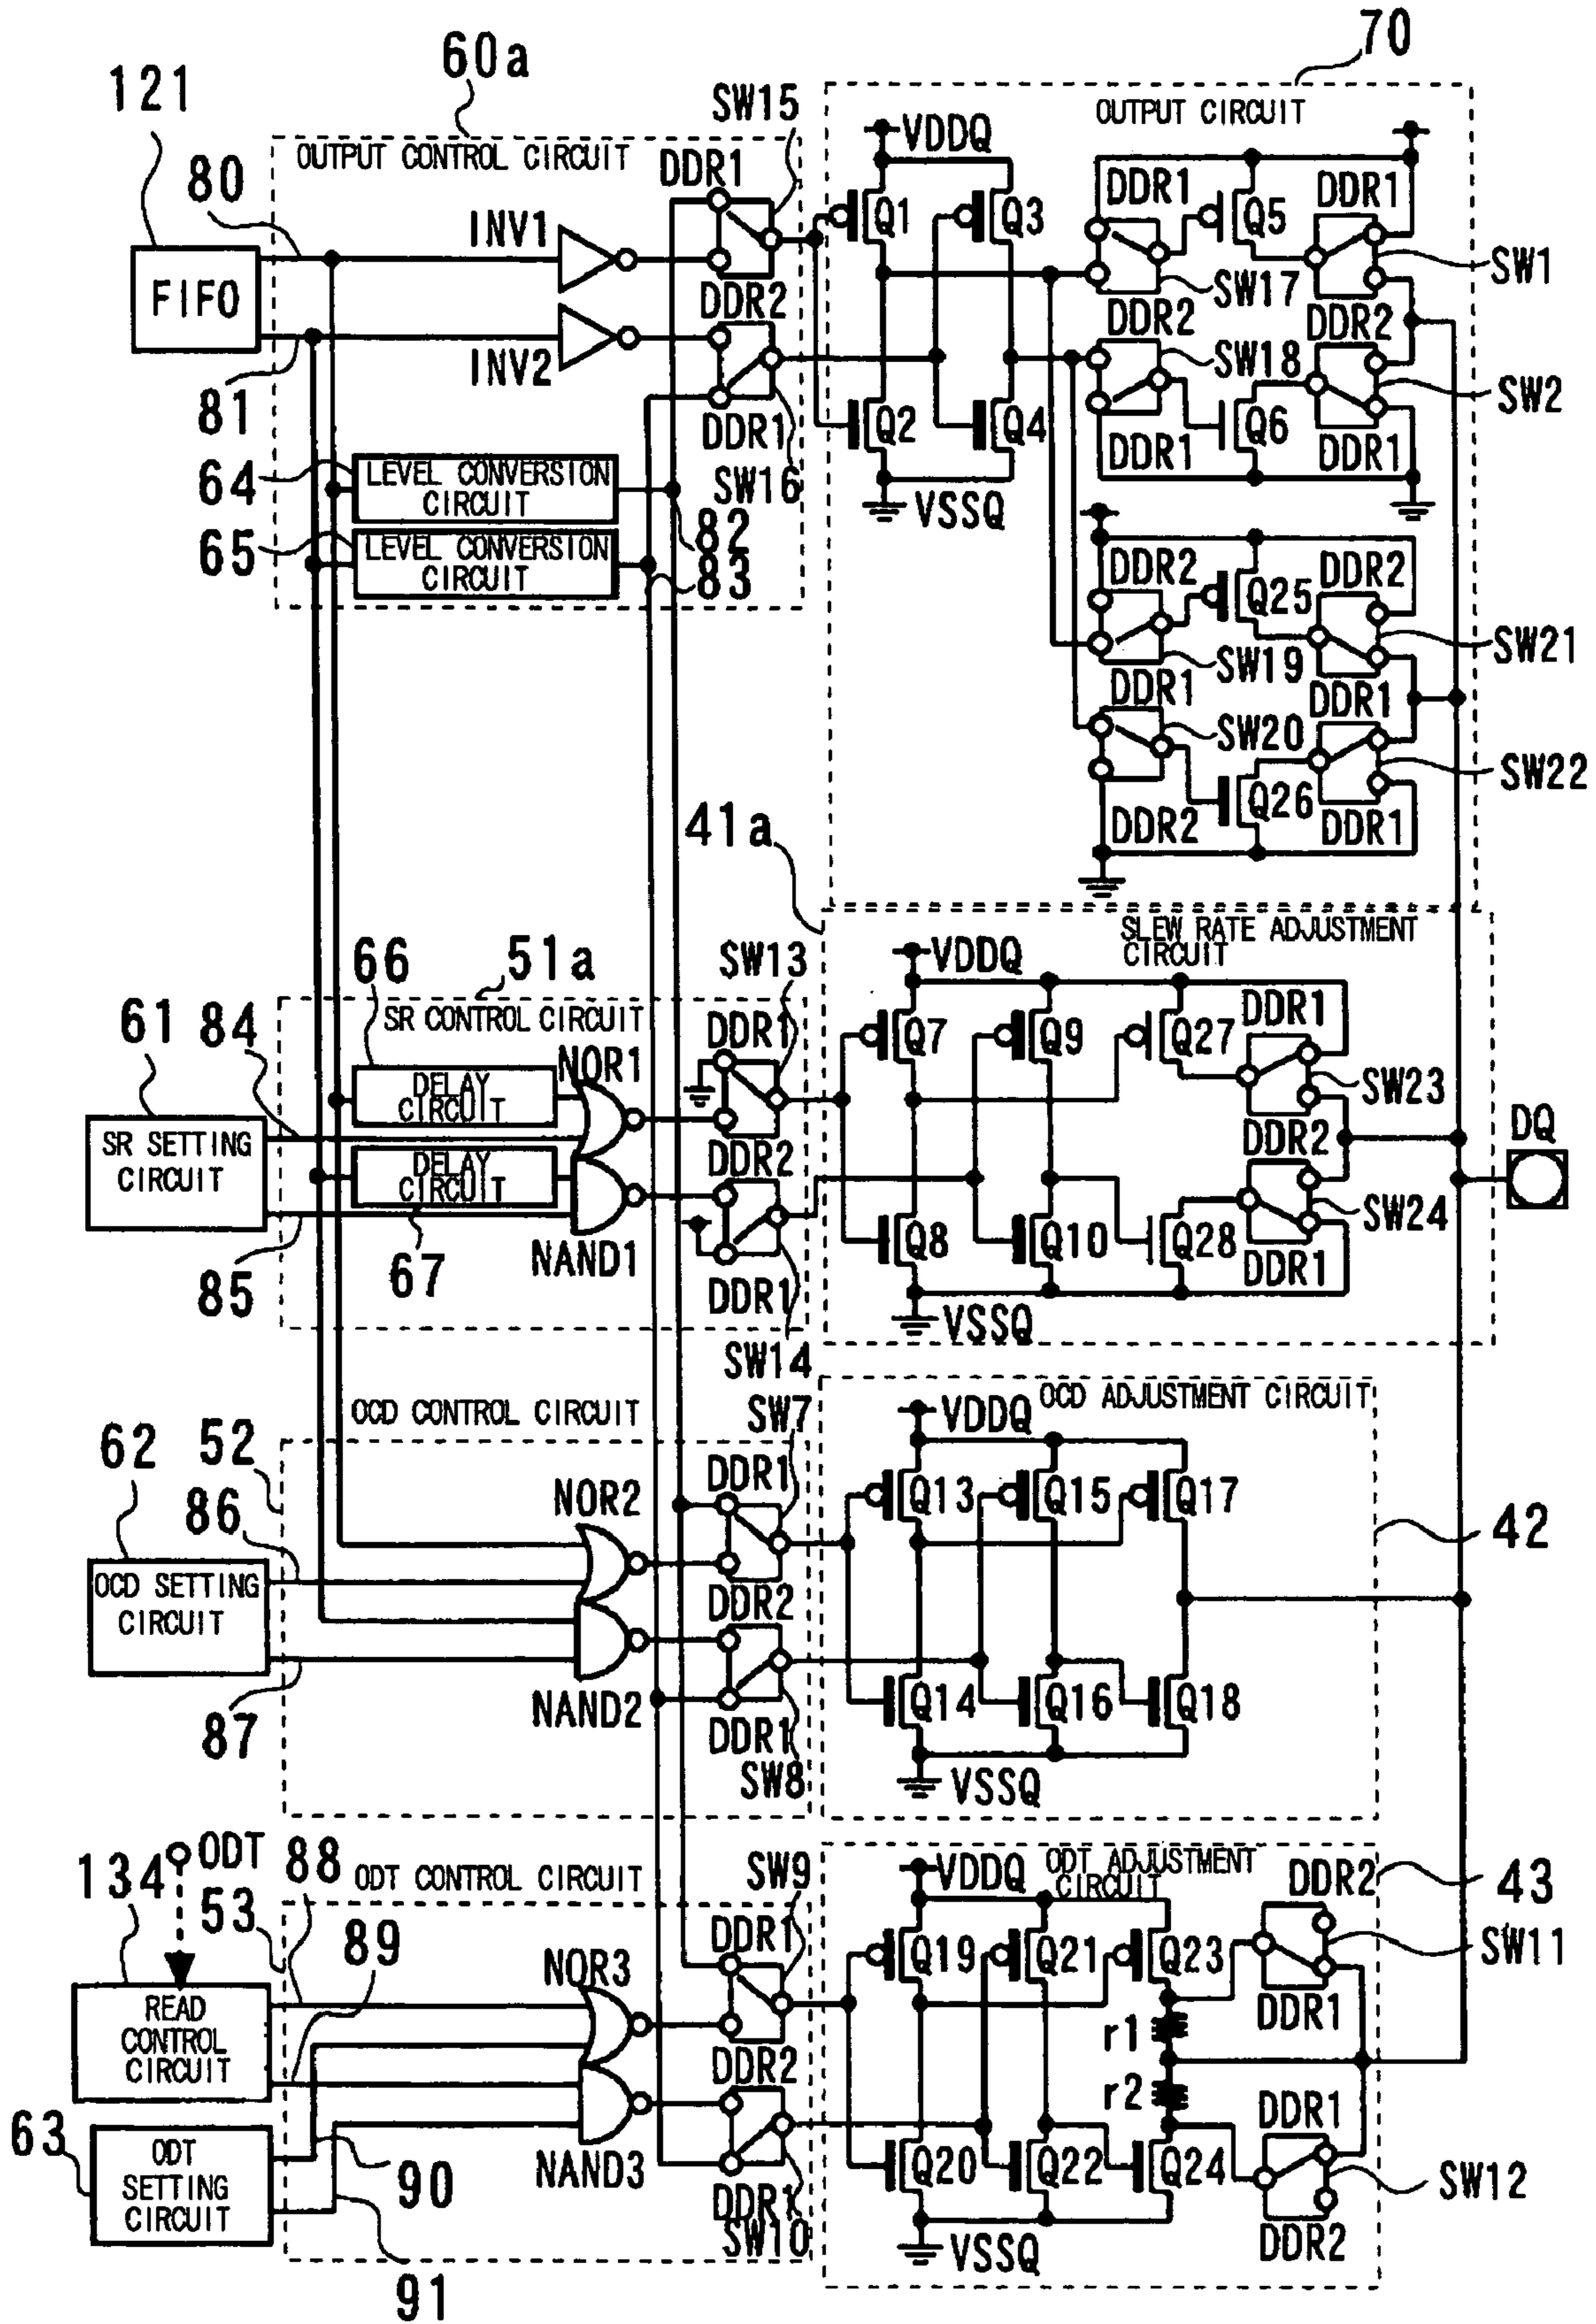 70
60a
121
SW15
OUTPUT CIRCUIT
OUTPUT CONTROL CIRCUIT
VDDQ
80
DDR1
DDR1
DDR1
INV1
Q1
Q3
Q5
SW1
FIFO
DDR2
SW17
DDR2
DDR2
INV2
SW18
SW2
81
DDR1
Q2
Q4
DDR1
Q6
DDR1
64
LEVEL CONVERSION
CIRCUIT
SW16
VSSQ
82
65
LEVEL CONVERSION
CIRCUIT
83
DDR2
DDR2
Q25
SW21
SW19
DDR1
DDR1
SW20
SW22
Q26
DDR2
DDR1
41a
SLEW RATE ADJUSTMENT
CIRCUIT
66
51a
SW13
VDDQ
61
84
SR CONTROL CIRCUIT
DDR1
DDR1
NOR1
Q7
Q9
Q27
DELAY
CIRCUIT
SW23
SR SETTING
CIRCUIT
DDR2
DDR2
DQ
DELAY
CIRCUIT
SW24
85
67
NAND1
DDR1
Q8
Q10
Q28
DDR1
VSSQ
SW14
OCD CONTROL CIRCUIT
SW7
OCD ADJUSTMENT CIRCUIT
VDDQ
62
52
DDR1
86
NOR2
Q13
Q15
Q17
42
OCD SETTING
CIRCUIT
DDR2
87
NAND2
DDR1
Q14
Q16
Q18
SW8
VSSQ
ODT
134
88
ODT CONTROL CIRCUIT
SW9
VDDQ
ODT ADJUSTMENT
CIRCUIT
DDR2
43
53
89
DDR1
NOR3
Q19
Q21
Q23
SW11
READ
CONTROL
CIRCUIT
DDR2
r1
DDR1
r2
DDR1
63
ODT
SETTING
CIRCUIT
90
NAND3
DDR1
Q20
Q22
Q24
SW12
SW10
DDR2
VSSQ
91